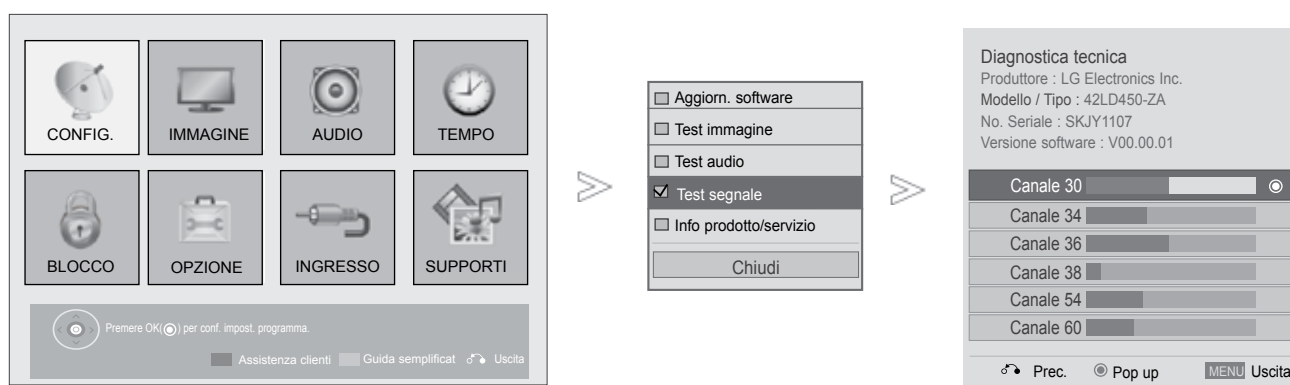 CONFIG.
IMMAGINE
AUDIO
TEMPO
BLOCCO
OPZIONE
INGRESSO
SUPPORTI
Premere OK(◉) per conf. impost. programma.
Assistenza clienti Guida semplificat Uscita
Aggiorn. software
Test immagine
Test audio
Test segnale
Info prodotto/servizio
Chiudi
Diagnostica tecnica
Produttore : LG Electronics Inc.
Modello / Tipo : 42LD450-ZA
No. Seriale : SKJY1107
Versione software : V00.00.01
Canale 30
Canale 34
Canale 36
Canale 38
Canale 54
Canale 60
Prec. Pop up MENU Uscita